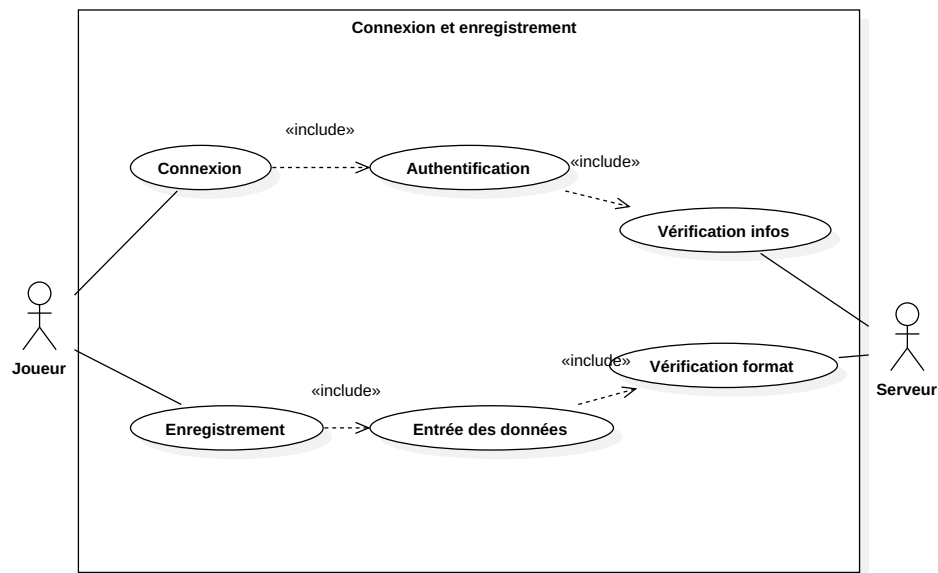 Connexion et enregistrement
«include»
Connexion
Authentification
«include»
Vérification infos
Joueur
«include»
Vérification format
Serveur
«include»
Enregistrement
Entrée des données